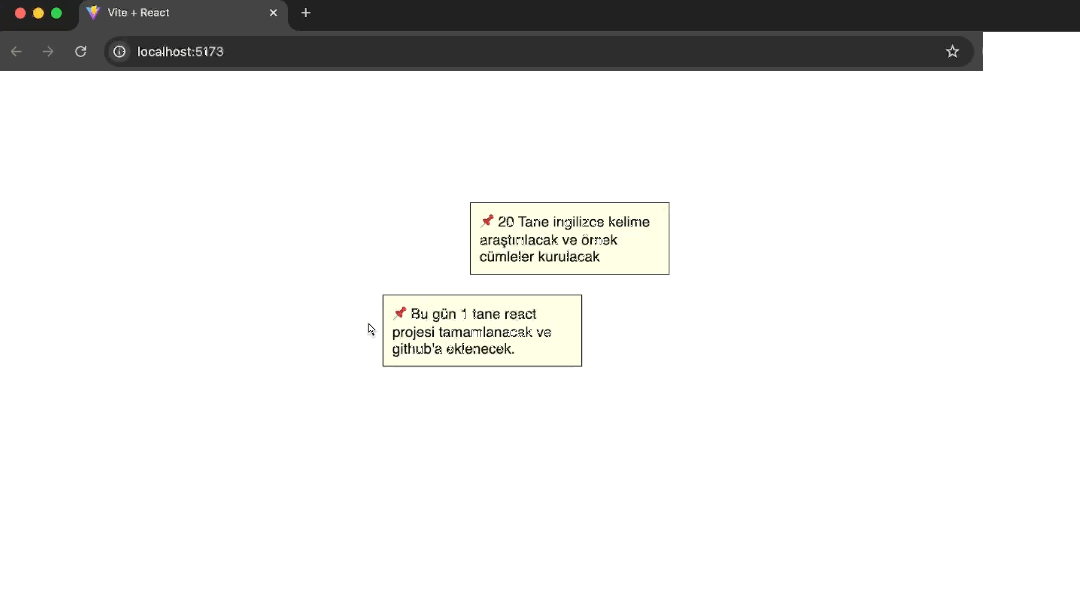 Vite + React
localhost:5173
📌 20 Tane ingilizce kelime
araştırılacak ve örnek
cümleler kurulacak
📌 Bu gün 1 tane react
projesi tamamlanacak ve
github'a eklenecek.